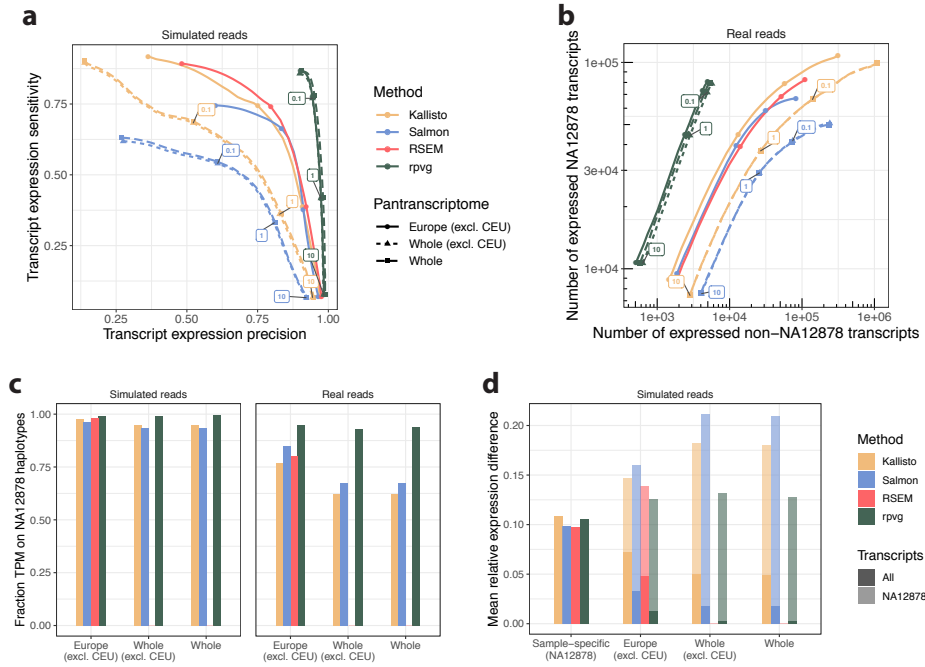 a
Simulated reads
Transcript expression sensitivity
0.75
0.50
0.25
0.1
0.1
0.1
1
1
1
10
10
10
0.25
0.50
0.75
1.00
Transcript expression precision
Method
Kallisto
Salmon
RSEM
rpvg
Pantranscriptome
Europe (excl. CEU)
Whole (excl. CEU)
Whole
b
Real reads
Number of expressed NA12878 transcripts
1e+05
3e+04
1e+04
0.1
0.1
0.1
1
1
1
10
10
10
1e+03
1e+04
1e+05
1e+06
Number of expressed non−NA12878 transcripts
c
Simulated reads
Real reads
Fraction TPM on NA12878 haplotypes
1.00
0.75
0.50
0.25
0.00
Europe
(excl. CEU)
Whole
(excl. CEU)
Whole
Europe
(excl. CEU)
Whole
(excl. CEU)
Whole
d
Simulated reads
Mean relative expression difference
0.20
0.15
0.10
0.05
0.00
Sample−specific
(NA12878)
Europe
(excl. CEU)
Whole
(excl. CEU)
Whole
Method
Kallisto
Salmon
RSEM
rpvg
Transcripts
All
NA12878